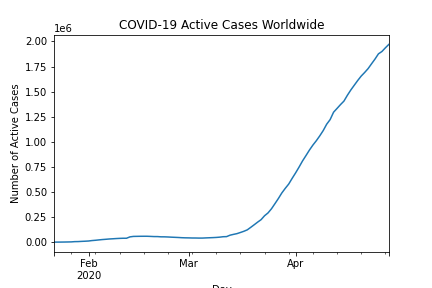 COVID-19 Active Cases Worldwide
1e6
2.00
1.75
1.50
1.25
1.00
0.75
0.50
0.25
0.00
Number of Active Cases
Feb
2020
Mar
Apr